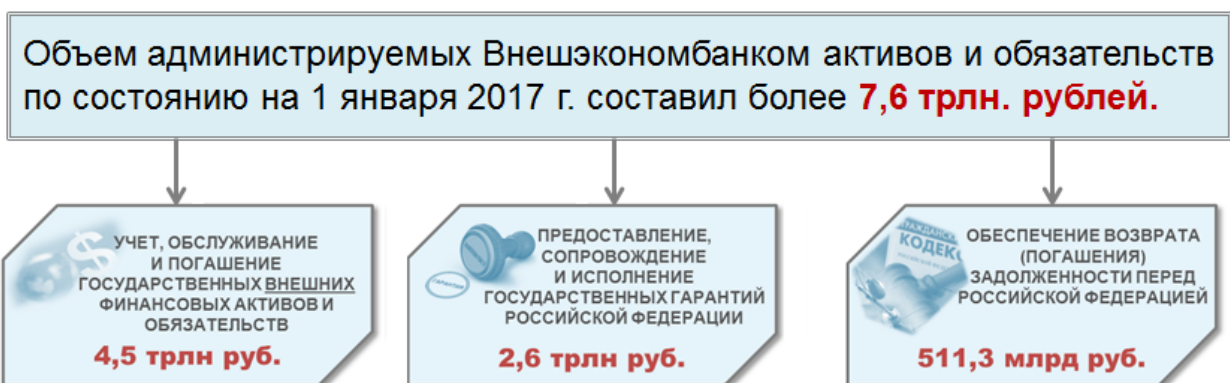 Объем администрируемых Внешэкономбанком активов и обязательств
по состоянию на 1 января 2017 г. составил более 7,6 трлн. рублей.
УЧЕТ, ОБСЛУЖИВАНИЕ
И ПОГАШЕНИЕ
ГОСУДАРСТВЕННЫХ ВНЕШНИХ
ФИНАНСОВЫХ АКТИВОВ И
ОБЯЗАТЕЛЬСТВ
4,5 трлн руб.
ПРЕДОСТАВЛЕНИЕ,
СОПРОВОЖДЕНИЕ
И ИСПОЛНЕНИЕ
ГОСУДАРСТВЕННЫХ ГАРАНТИЙ
РОССИЙСКОЙ ФЕДЕРАЦИИ
2,6 трлн руб.
КОДЕКС
ОБЕСПЕЧЕНИЕ ВОЗВРАТА
(ПОГАШЕНИЯ)
ЗАДОЛЖЕННОСТИ ПЕРЕД
РОССИЙСКОЙ ФЕДЕРАЦИЕЙ
511,3 млрд руб.